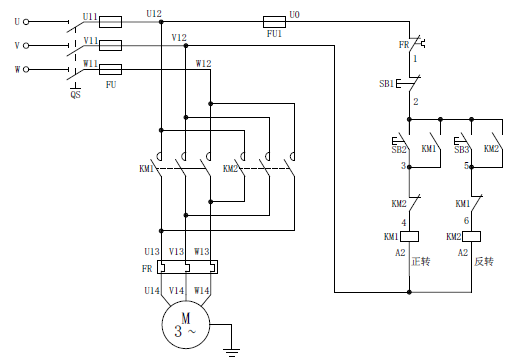 U U11 U12 U0
FU1
V V11 V12
W W11 W12
QS FU
FR
1
SB1
2
SB2 KM1 SB3 KM2
KM1 KM2
3 5
KM2 KM1
4 6
KM1 KM2
A2 A2
正转 反转
U13 V13 W13
FR
U14 V14 W14
M
3 ~